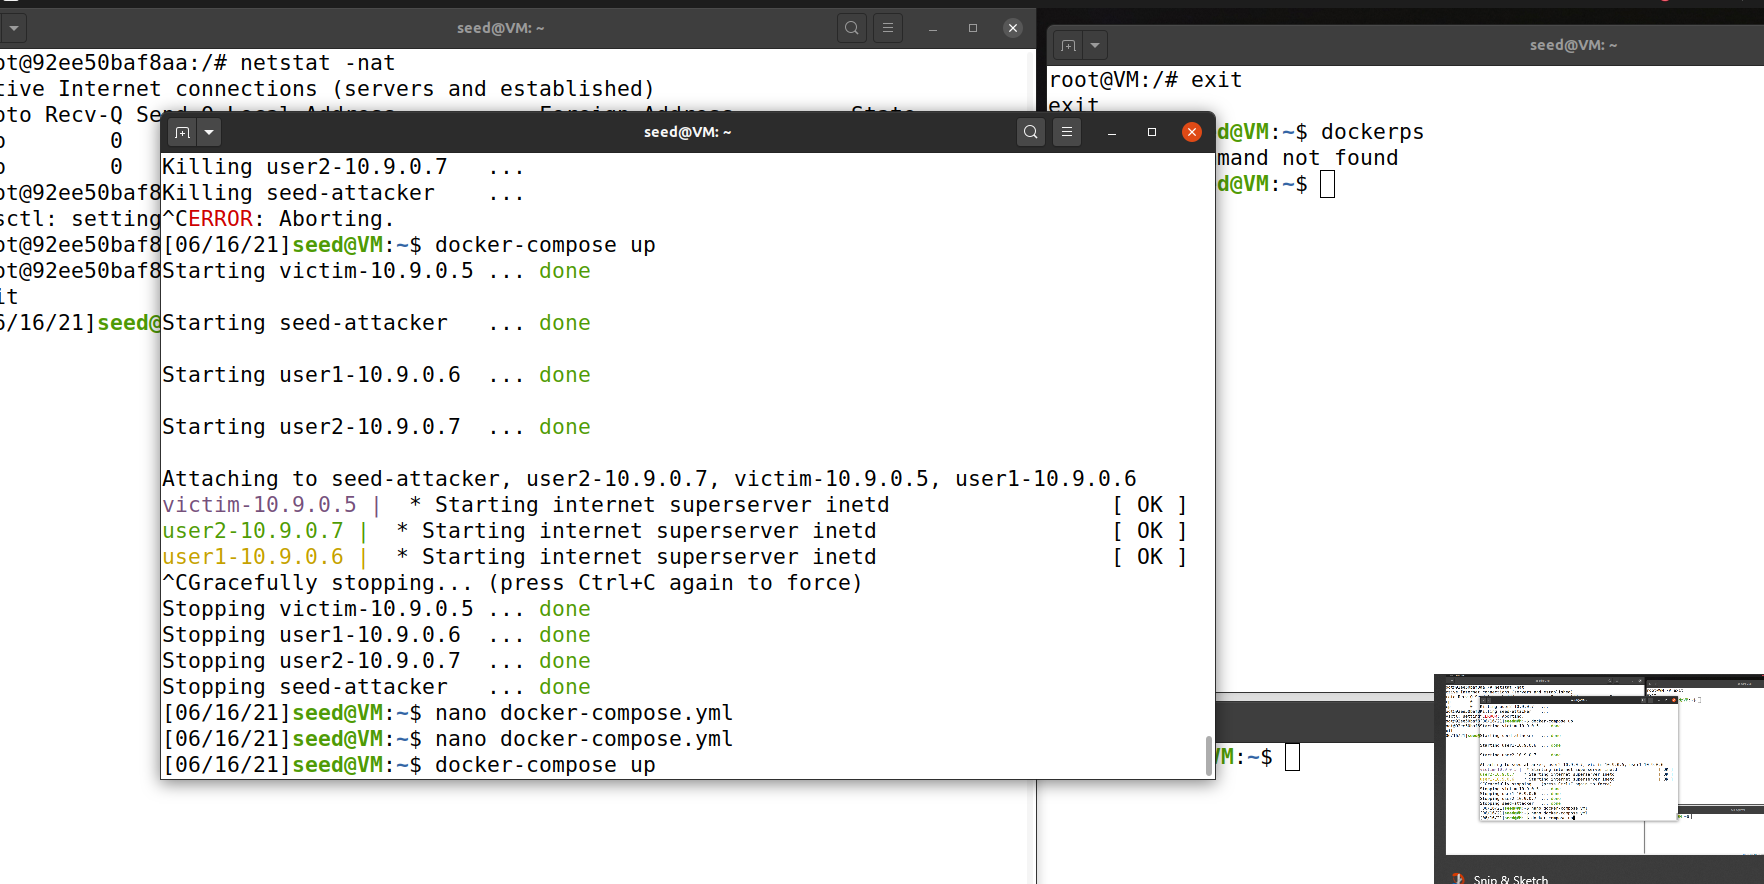 seed@VM: ~
ot@92ee50baf8aa:/# netstat -nat
tive Internet connections (servers and established)
oto Recv-Q Send-Q Local Address Foreign Address State
p 0
p 0
ot@92ee50baf8
sctl: setting
ot@92ee50baf8
ot@92ee50baf8
it
6/16/21]seed@
seed@VM: ~
Killing user2-10.9.0.7 ...
Killing seed-attacker ...
^CERROR: Aborting.
[06/16/21]seed@VM:~$ docker-compose up
Starting victim-10.9.0.5 ... done
Starting seed-attacker ... done
Starting user1-10.9.0.6 ... done
Starting user2-10.9.0.7 ... done
Attaching to seed-attacker, user2-10.9.0.7, victim-10.9.0.5, user1-10.9.0.6
victim-10.9.0.5 | * Starting internet superserver inetd [ OK ]
user2-10.9.0.7 | * Starting internet superserver inetd [ OK ]
user1-10.9.0.6 | * Starting internet superserver inetd [ OK ]
^CGracefully stopping... (press Ctrl+C again to force)
Stopping victim-10.9.0.5 ... done
Stopping user1-10.9.0.6 ... done
Stopping user2-10.9.0.7 ... done
Stopping seed-attacker ... done
[06/16/21]seed@VM:~$ nano docker-compose.yml
[06/16/21]seed@VM:~$ nano docker-compose.yml
[06/16/21]seed@VM:~$ docker-compose up
seed@VM: ~
root@VM:/# exit
exit
d@VM:~$ dockerps
mand not found
d@VM:~$
VM:~$
Snip & Sketch